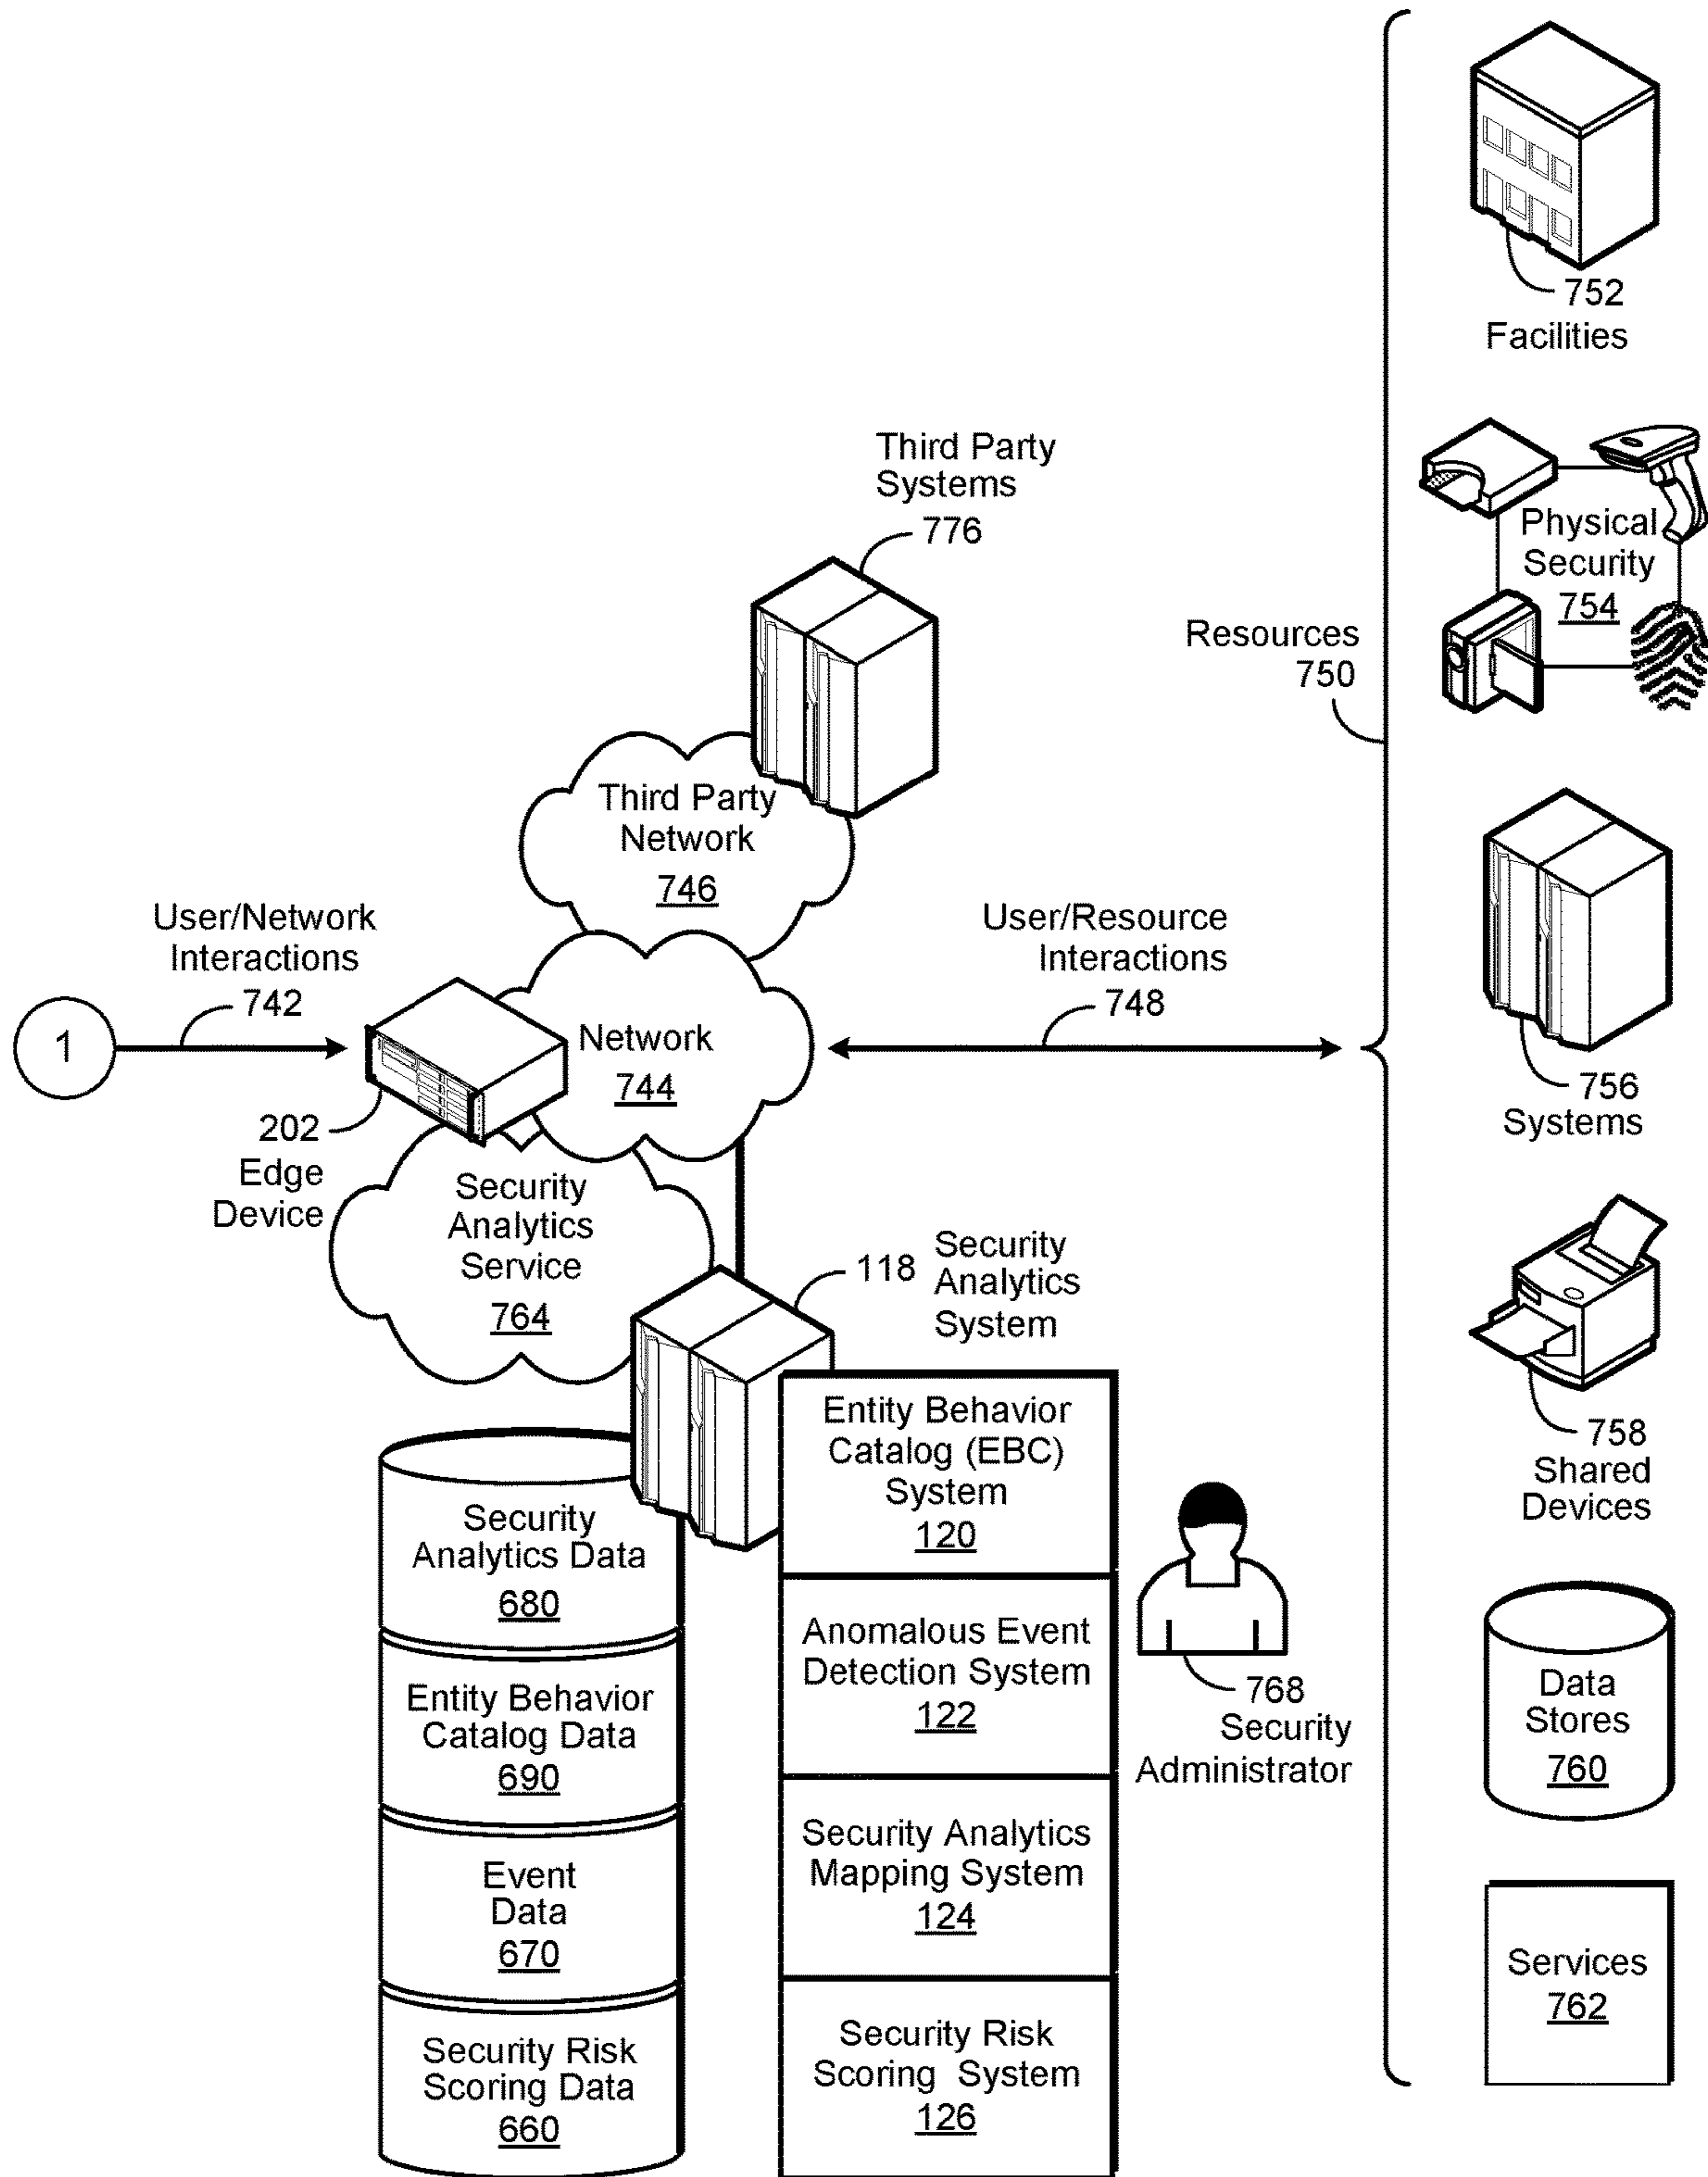 752
Facilities
Third Party
Systems
776
Physical
Security
754
Resources
750
Third Party
Network
746
User/Network
Interactions
742
User/Resource
Interactions
748
1
Network
744
202
Edge
Device
756
Systems
Security
Analytics
Service
764
118
Security
Analytics
System
758
Shared
Devices
Entity Behavior
Catalog (EBC)
System
120
Security
Analytics Data
680
Anomalous Event
Detection System
122
768
Security
Administrator
Entity Behavior
Catalog Data
690
Data
Stores
760
Security Analytics
Mapping System
124
Event
Data
670
Services
762
Security Risk
Scoring Data
660
Security Risk
Scoring System
126